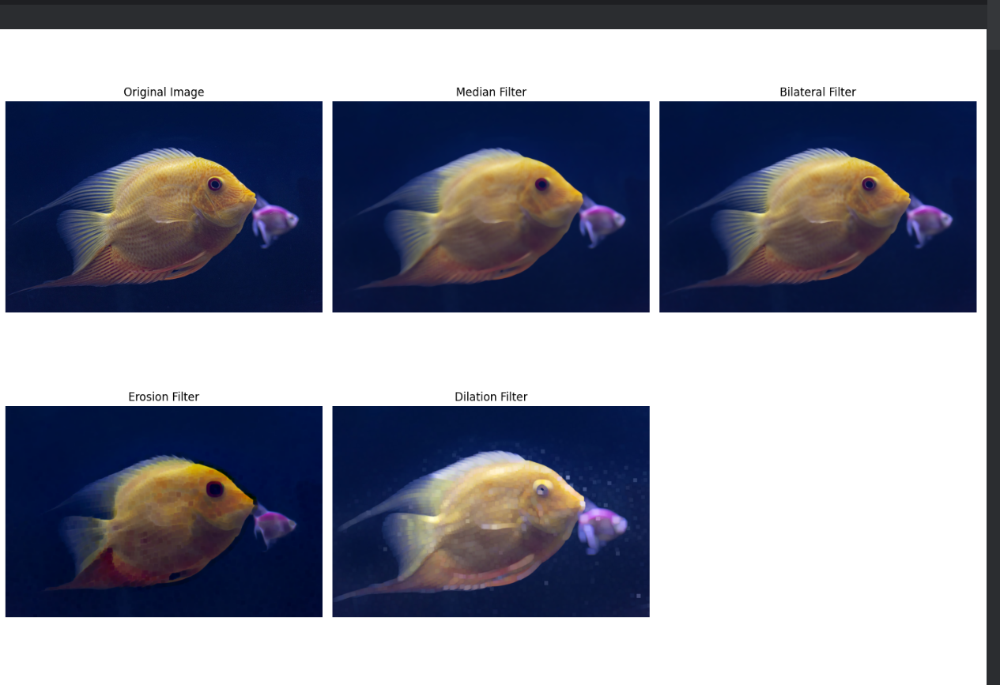 Original Image
Median Filter
Bilateral Filter
Erosion Filter
Dilation Filter